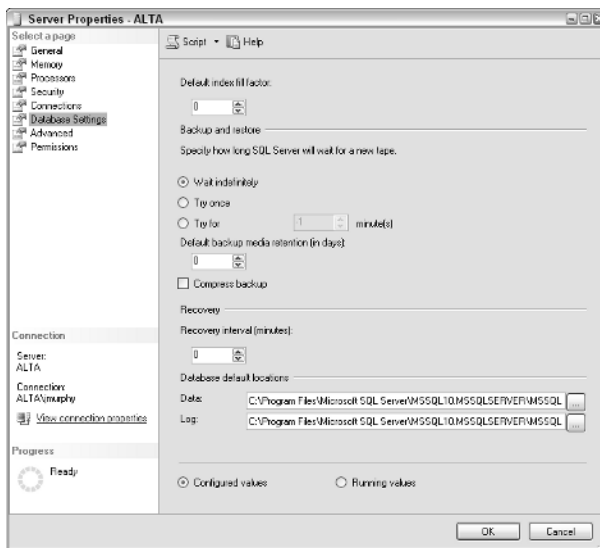 Server Properties - ALTA
Select a page
General
Memory
Processors
Security
Connections
Database Settings
Advanced
Permissions
Script
Help
Default index fill factor:
0
Backup and restore
Specify how long SQL Server will wait for a new tape.
Wait indefinitely
Try once
Try for
-1
minute(s)
Default backup media retention (in days):
0
Compress backup
Recovery
Recovery interval (minutes):
0
Database default locations
Data:
C:\Program Files\Microsoft SQL Server\MSSQL10.MSSQLSERVER\MSSQL
...
Log:
C:\Program Files\Microsoft SQL Server\MSSQL10.MSSQLSERVER\MSSQL
...
Connection
Server:
ALTA
Connection:
ALTA\jmurphy
View connection properties
Progress
Ready
Configured values
Running values
OK
Cancel